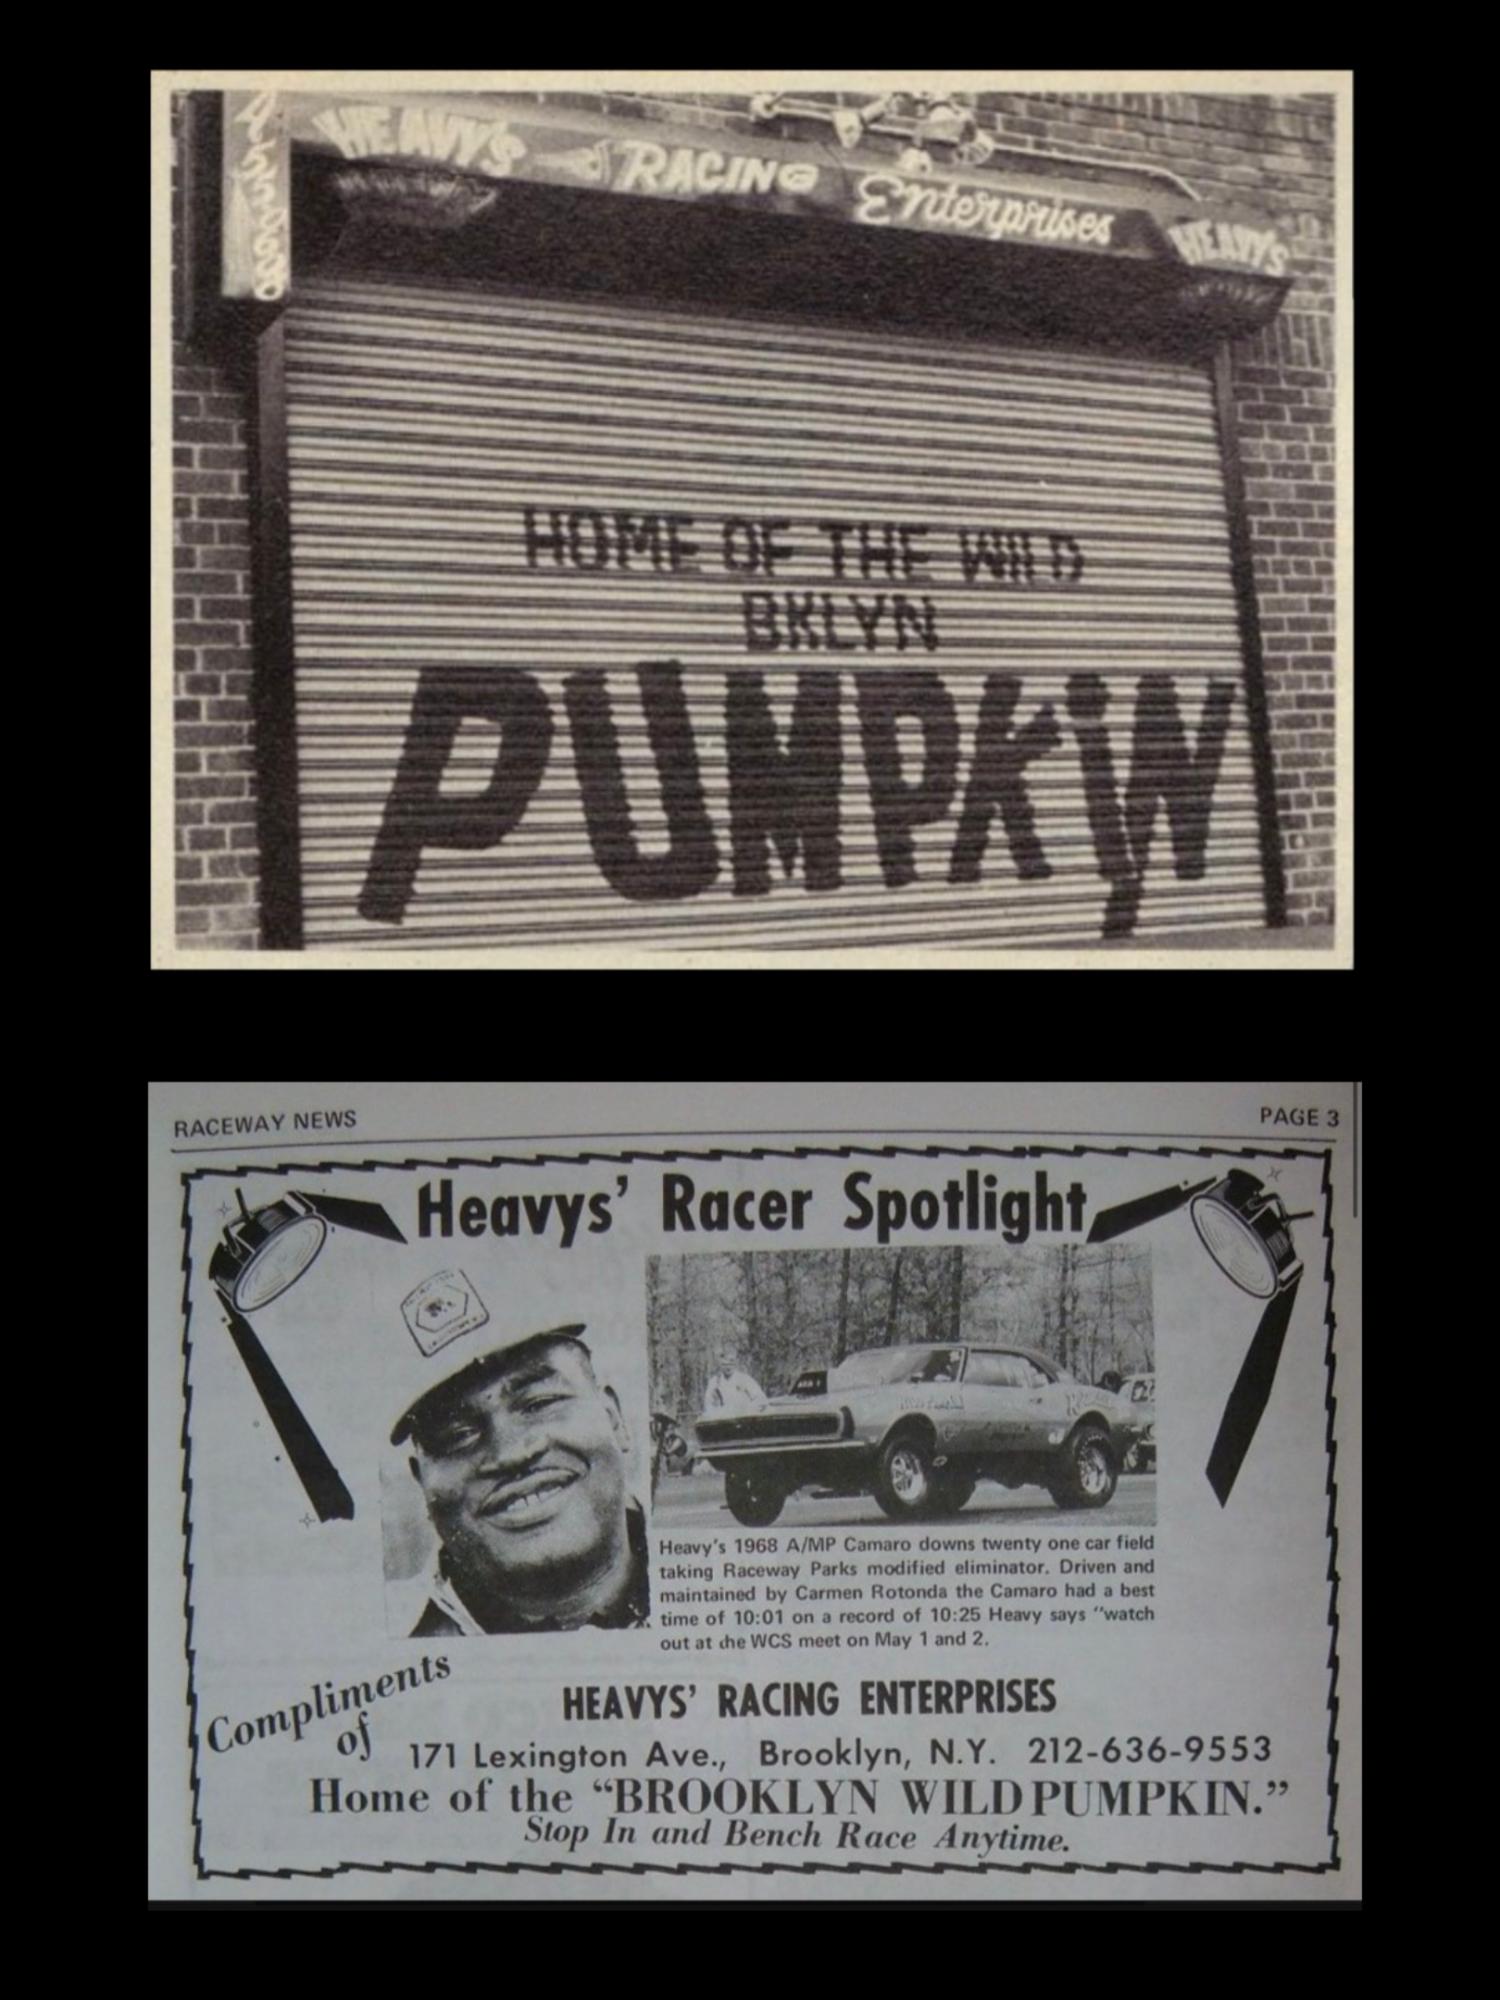 HEAVY'S RACING Enterprises HEAVY'S
HOME OF THE WILD
BKLYN
PUMPKIN
RACEWAY NEWS PAGE 3
Heavys' Racer Spotlight
Heavy's 1968 A/MP Camaro downs twenty one car field
taking Raceway Parks modified eliminator. Driven and
maintained by Carmen Rotonda the Camaro had a best
time of 10:01 on a record of 10:25 Heavy says "watch
out at the WCS meet on May 1 and 2.
Compliments
of
HEAVYS' RACING ENTERPRISES
171 Lexington Ave., Brooklyn, N.Y. 212-636-9553
Home of the "BROOKLYN WILD PUMPKIN."
Stop In and Bench Race Anytime.